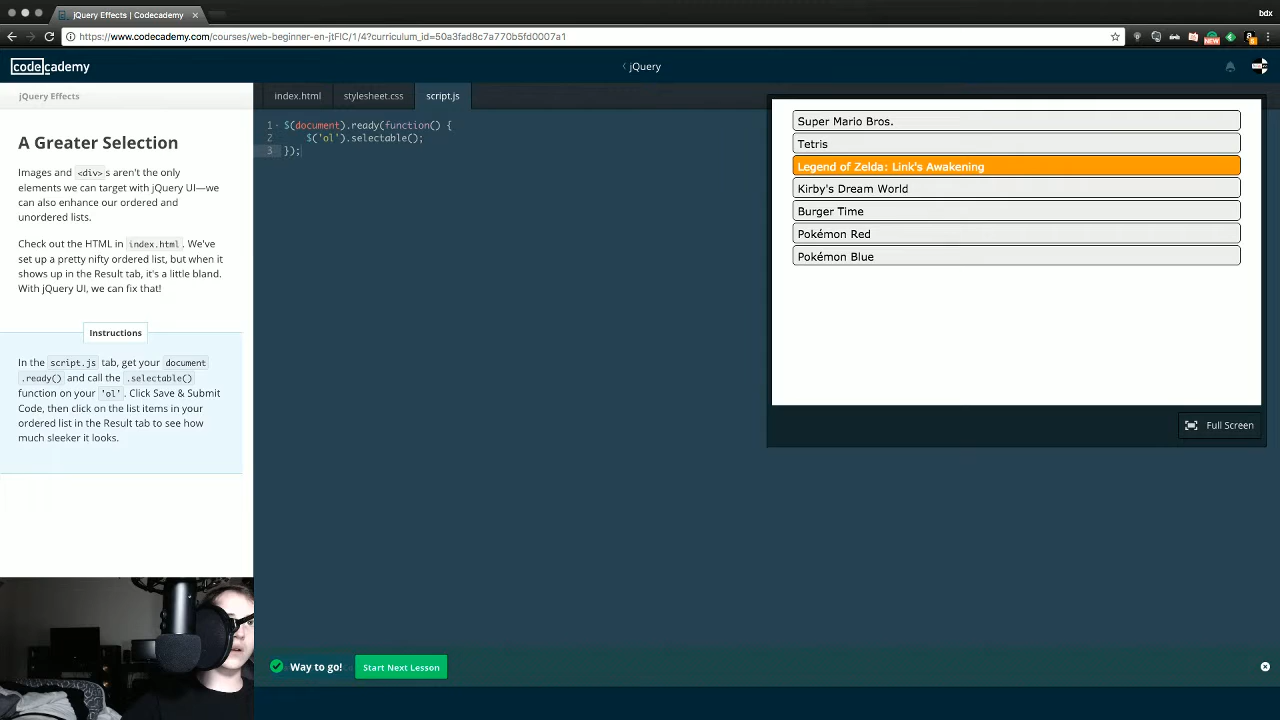 jQuery Effects | Codecademy
bdx
https://www.codecademy.com/courses/web-beginner-en-jtFIC/1/4?curriculum_id=50a3fad8c7a770b5fd0007a1
codecademy
jQuery
jQuery Effects
A Greater Selection
Images and <div>s aren't the only
elements we can target with jQuery UI—we
can also enhance our ordered and
unordered lists.
Check out the HTML in index.html. We've
set up a pretty nifty ordered list, but when it
shows up in the Result tab, it's a little bland.
With jQuery UI, we can fix that!
Instructions
In the script.js tab, get your document
.ready() and call the .selectable()
function on your 'ol'. Click Save & Submit
Code, then click on the list items in your
ordered list in the Result tab to see how
much sleeker it looks.
index.html stylesheet.css script.js
1 $(document).ready(function() {
2 $('ol').selectable();
3 });
Super Mario Bros.
Tetris
Legend of Zelda: Link's Awakening
Kirby's Dream World
Burger Time
Pokémon Red
Pokémon Blue
Full Screen
Way to go! Start Next Lesson